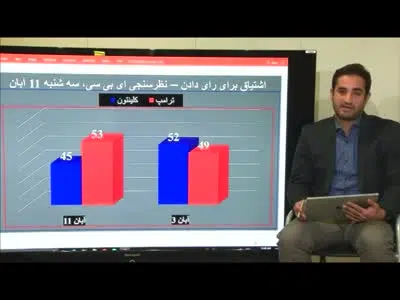 اشتیاق برای رای دادن – نظرسنجی ای بی سی، سه شنبه 11 آبان
ترامپ کلینتون
45 53 52 49
آبان 11 آبان 3